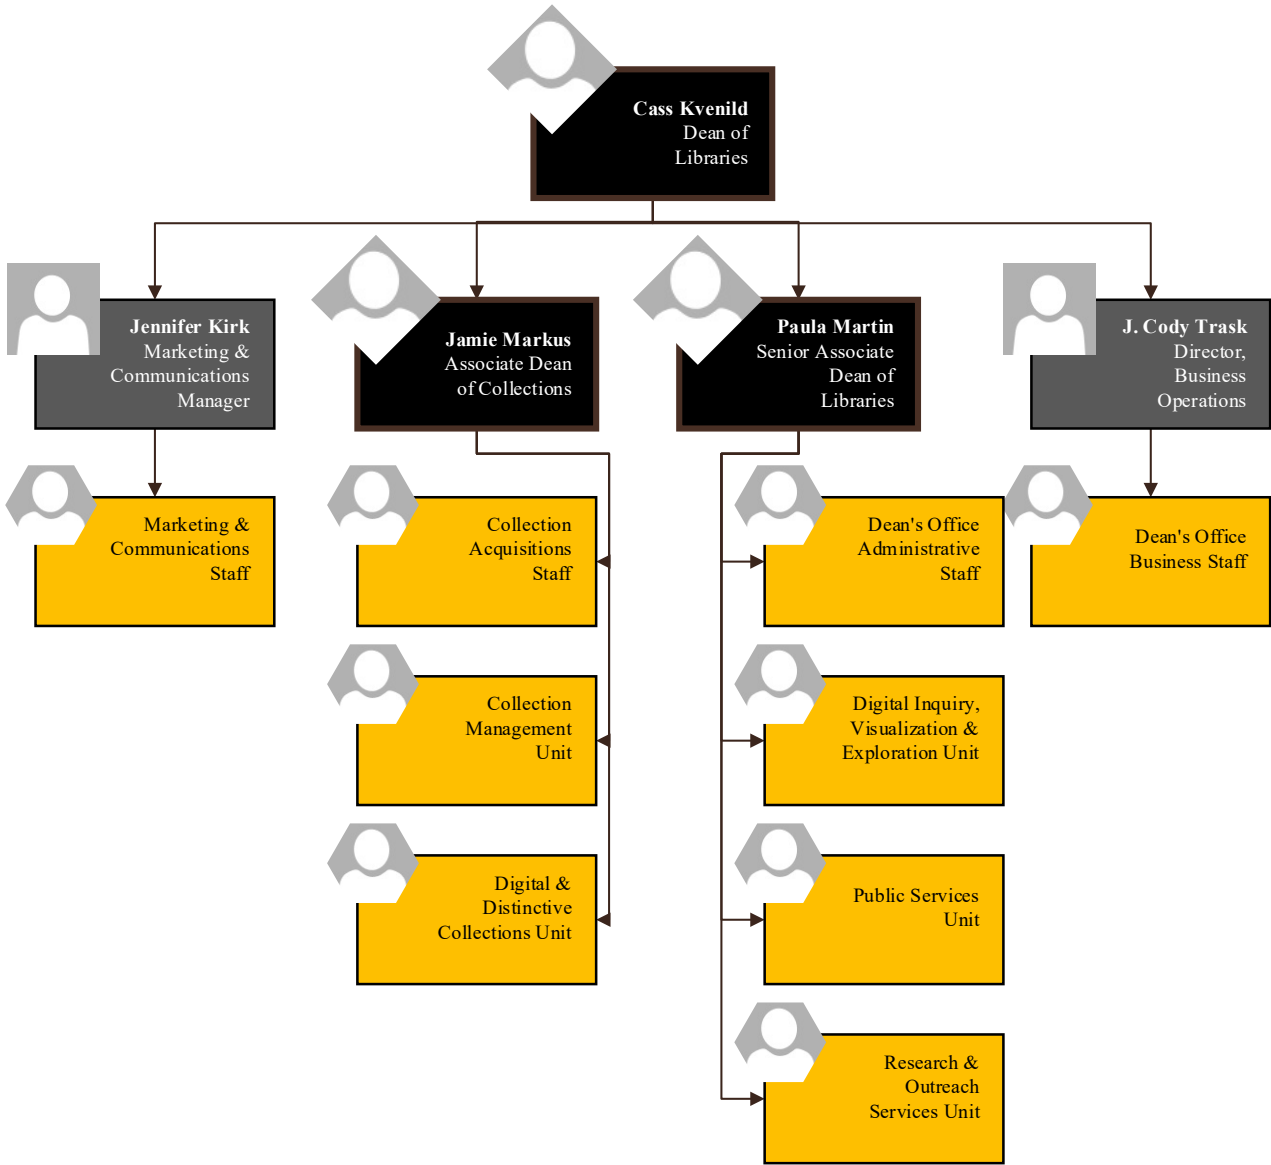 Cass Kvenild
Dean of
Libraries
Jennifer Kirk
Marketing &
Communications
Manager
Jamie Markus
Associate Dean
of Collections
Paula Martin
Senior Associate
Dean of
Libraries
J. Cody Trask
Director,
Business
Operations
Marketing &
Communications
Staff
Collection
Acquisitions
Staff
Dean's Office
Administrative
Staff
Dean's Office
Business Staff
Collection
Management
Unit
Digital Inquiry,
Visualization &
Exploration Unit
Digital &
Distinctive
Collections Unit
Public Services
Unit
Research &
Outreach
Services Unit